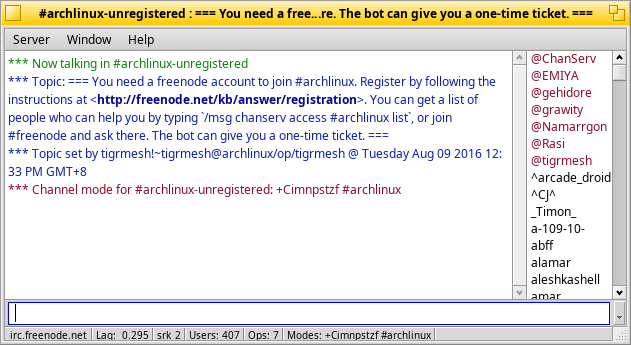 #archlinux-unregistered : === You need a free...re. The bot can give you a one-time ticket. ===
Server Window Help
*** Now talking in #archlinux-unregistered
*** Topic: === You need a freenode account to join #archlinux. Register by following the
instructions at <http://freenode.net/kb/answer/registration>. You can get a list of
people who can help you by typing `/msg chanserv access #archlinux list`, or join
#freenode and ask there. The bot can give you a one-time ticket. ===
*** Topic set by tigrmesh!~tigrmesh@archlinux/op/tigrmesh @ Tuesday Aug 09 2016 12:
33 PM GMT+8
*** Channel mode for #archlinux-unregistered: +Cimnpstzf #archlinux
@ChanServ
@EMIYA
@gehidore
@grawity
@Namarrgon
@Rasi
@tigrmesh
^arcade_droid
^CJ^
_Timon_
a-109-10-
abff
alamar
aleshkashell
amar
irc.freenode.net Lag: 0.295 srk 2 Users: 407 Ops: 7 Modes: +Cimnpstzf #archlinux